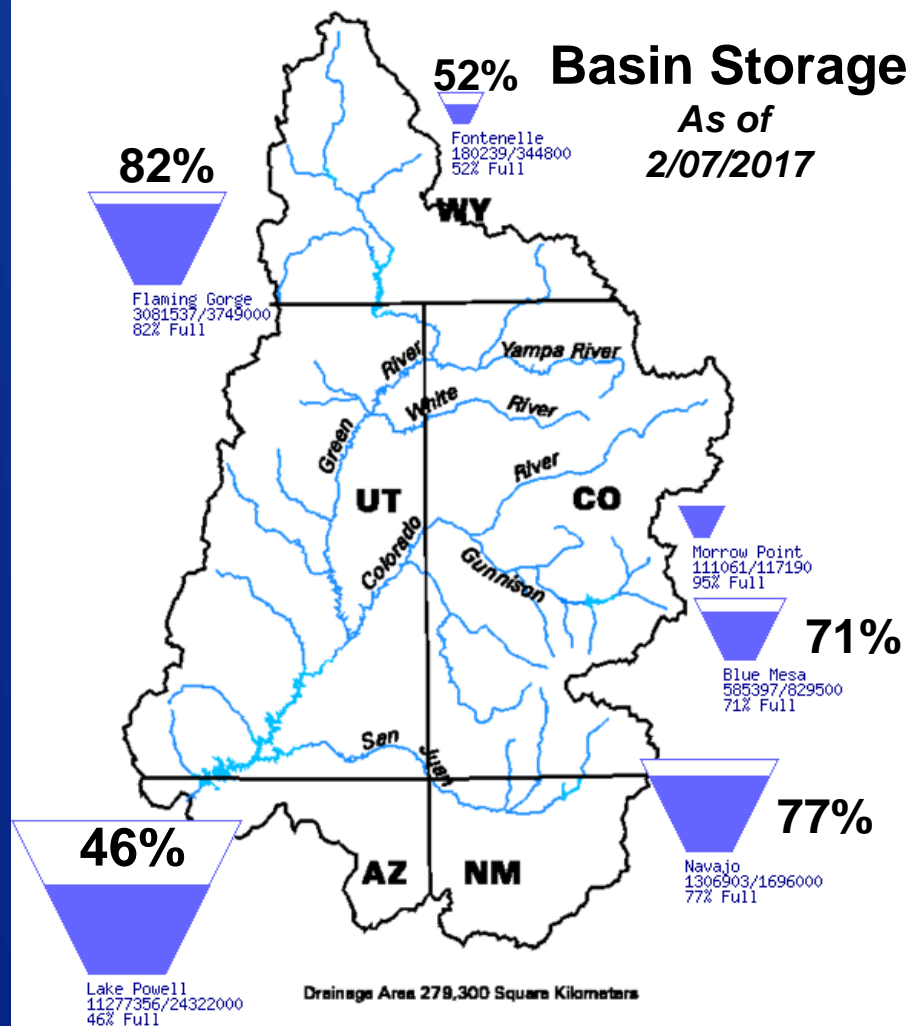 Basin Storage
As of
2/07/2017
52%
Fontenelle
180239/344800
52% Full
82%
Flaming Gorge
3081537/3749000
82% Full
WY
Yampa River
River
White
River
Green
River
UT
CO
Colorado
Gunnison
Morrow Point
111061/117190
95% Full
71%
Blue Mesa
585397/829500
71% Full
San Juan
77%
Navajo
1306903/1696000
77% Full
46%
AZ
NM
Lake Powell
11277356/24322000
46% Full
Drainage Area 279,300 Square Kilometers